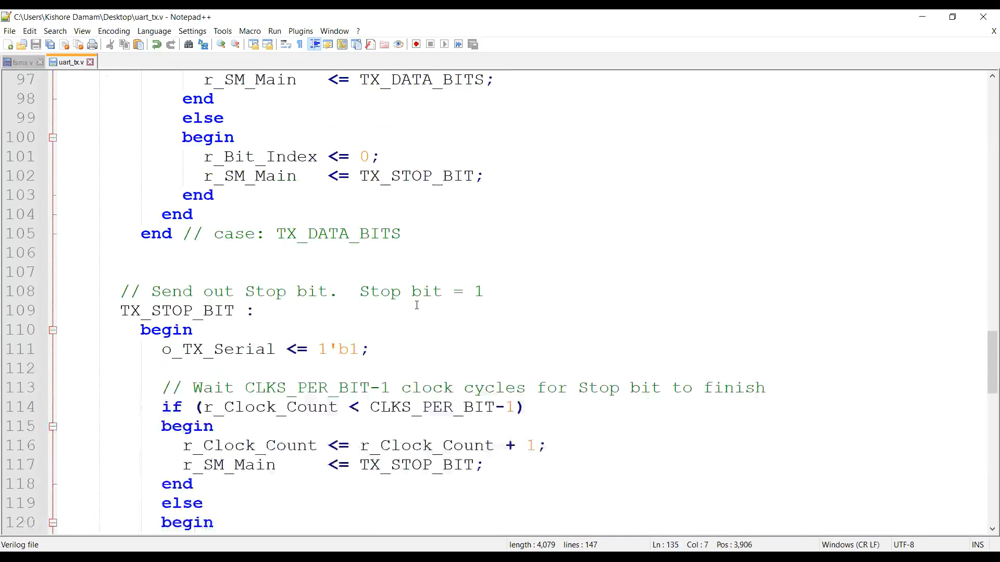 C:\Users\Kishore Damam\Desktop\uart_tx.v - Notepad++
File Edit Search View Encoding Language Settings Tools Macro Run Plugins Window ? X
fsms.v uart_tx.v
97 r_SM_Main <= TX_DATA_BITS;
98 end
99 else
100 begin
101 r_Bit_Index <= 0;
102 r_SM_Main <= TX_STOP_BIT;
103 end
104 end
105 end // case: TX_DATA_BITS
106
107
108 // Send out Stop bit. Stop bit = 1
109 TX_STOP_BIT :
110 begin
111 o_TX_Serial <= 1'b1;
112
113 // Wait CLKS_PER_BIT-1 clock cycles for Stop bit to finish
114 if (r_Clock_Count < CLKS_PER_BIT-1)
115 begin
116 r_Clock_Count <= r_Clock_Count + 1;
117 r_SM_Main <= TX_STOP_BIT;
118 end
119 else
120 begin
Verilog file length : 4,079 lines : 147 Ln : 135 Col : 7 Pos : 3,906 Windows (CR LF) UTF-8 INS